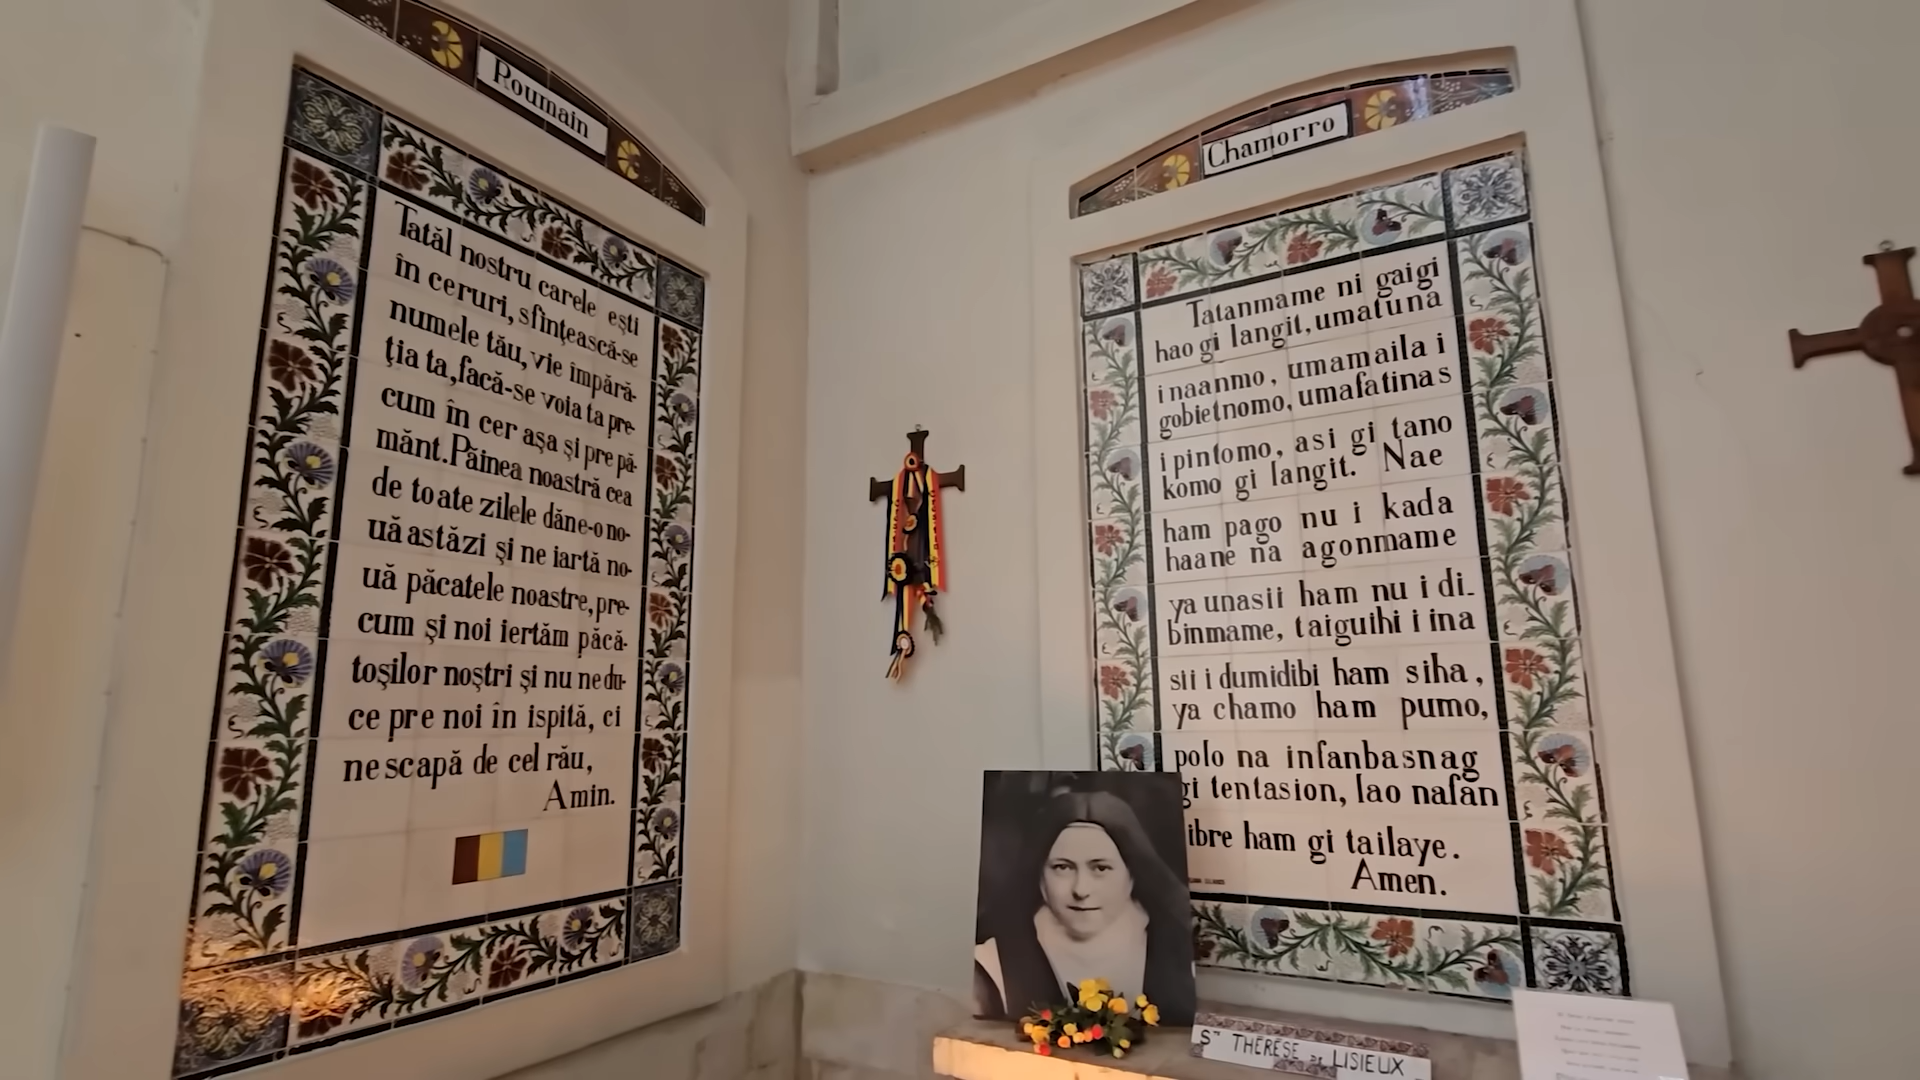 Roumain
Tatăl nostru carele eşti
în ceruri, sfinţească-se
numele tău, vie împără-
ţia ta, facă-se voia ta pre-
cum în cer aşa şi pre pă-
mănt. Pâinea noastră cea
de toate zilele dăne-o no-
uă astăzi şi ne iartă no-
uă păcatele noastre, pre-
cum şi noi iertăm păcă-
toşilor noştri şi nu ne du-
ce pre noi în ispită, ci
ne scapă de cel rău,
Amin.
Chamorro
Tatanmame ni gaigi
hao gi langit, umatuna
i naanmo, umamaila i
gobietnomo, umafatinas
i pintomo, asi gi tano
komo gi langit. Nae
ham pago nu i kada
haane na agonmame
ya unasii ham nu i di-
binmame, taiguihi i ina
sii i dumidibi ham siha,
ya chamo ham pumo,
polo na infanbasnag
gi tentasion, lao nafan
ibre ham gi tailaye.
Amen.
Ste THÉRÈSE DE LISIEUX